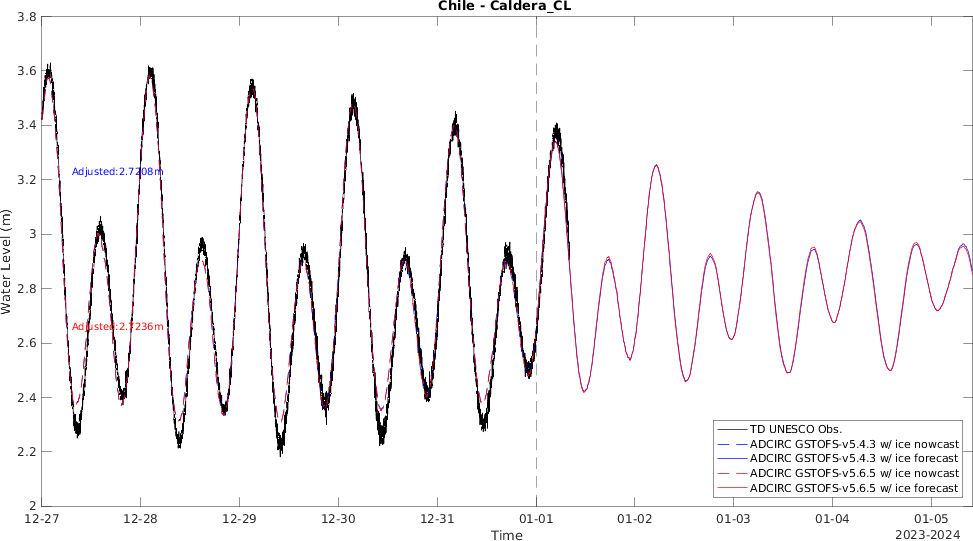 Chile - Caldera_CL
3.8
3.6
3.4
3.2
3
2.8
2.6
2.4
2.2
2
Water Level (m)
Adjusted:2.7208m
Adjusted:2.7236m
TD UNESCO Obs.
ADCIRC GSTOFS-v5.4.3 w/ ice nowcast
ADCIRC GSTOFS-v5.4.3 w/ ice forecast
ADCIRC GSTOFS-v5.6.5 w/ ice nowcast
ADCIRC GSTOFS-v5.6.5 w/ ice forecast
12-27 12-28 12-29 12-30 12-31 01-01 01-02 01-03 01-04 01-05
Time
2023-2024